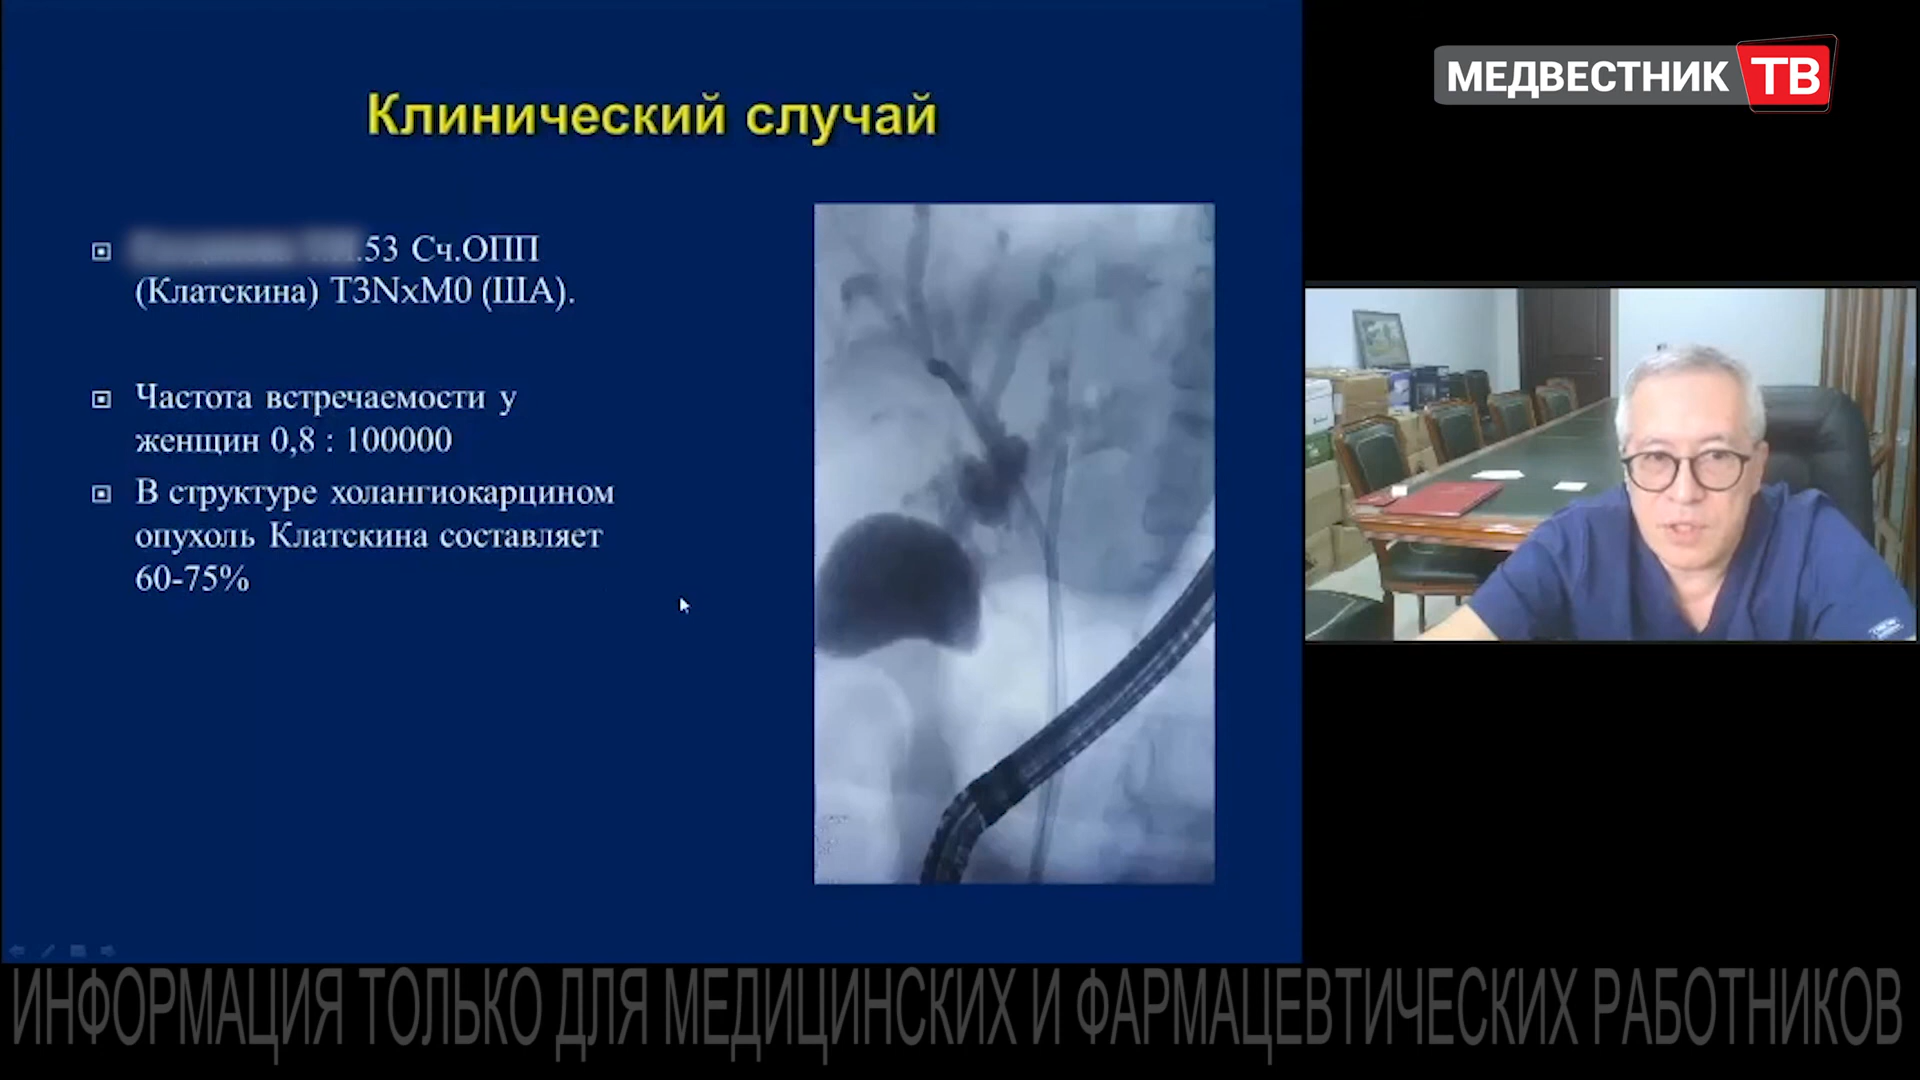 Клинический случай
.53 Сч.ОПП
(Клатскина) T3NxM0 (IIIA).
Частота встречаемости у
женщин 0,8 : 100000
В структуре холангиокарцином
опухоль Клатскина составляет
60-75%
МЕДВЕСТНИК ТВ
ИНФОРМАЦИЯ ТОЛЬКО ДЛЯ МЕДИЦИНСКИХ И ФАРМАЦЕВТИЧЕСКИХ РАБОТНИКОВ